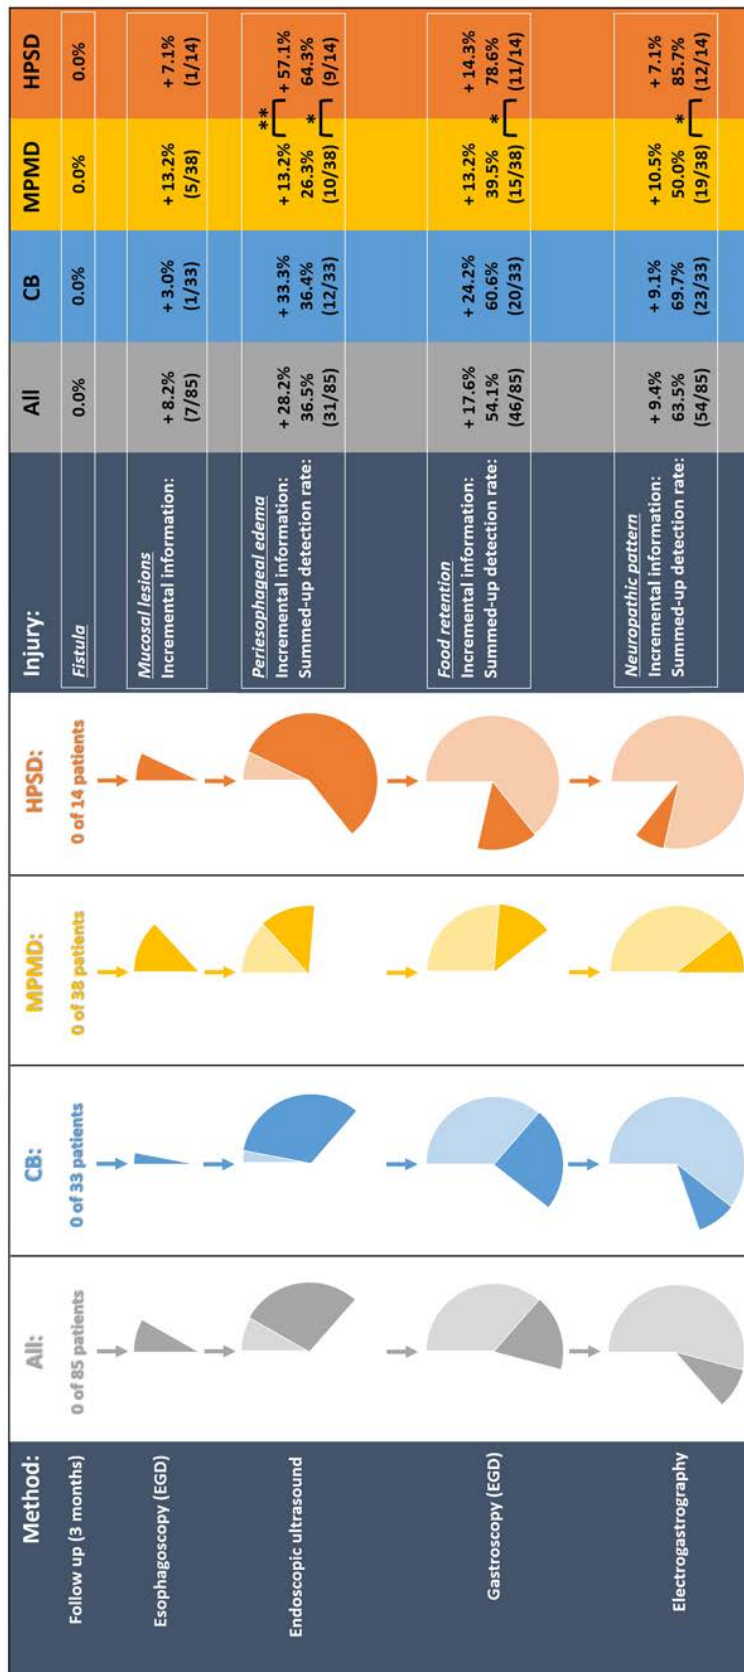 Method:
All:
CB:
MPMD:
HPSD:
Injury:
All
CB
MPMD
HPSD
Follow up (3 months)
0 of 85 patients
0 of 33 patients
0 of 38 patients
0 of 14 patients
Fistula
0.0%
0.0%
0.0%
0.0%
Esophagoscopy (EGD)
Mucosal lesions
Incremental information:
+ 8.2%
(7/85)
+ 3.0%
(1/33)
+ 13.2%
(5/38)
+ 7.1%
(1/14)
Endoscopic ultrasound
Periesophageal edema
Incremental information:
Summed-up detection rate:
+ 28.2%
36.5%
(31/85)
+ 33.3%
36.4%
(12/33)
+ 13.2%
26.3%
(10/38)
**
*
+ 57.1%
64.3%
(9/14)
Gastroscopy (EGD)
Food retention
Incremental information:
Summed-up detection rate:
+ 17.6%
54.1%
(46/85)
+ 24.2%
60.6%
(20/33)
+ 13.2%
39.5%
(15/38)
*
+ 14.3%
78.6%
(11/14)
Electrogastrography
Neuropathic pattern
Incremental information:
Summed-up detection rate:
+ 9.4%
63.5%
(54/85)
+ 9.1%
69.7%
(23/33)
+ 10.5%
50.0%
(19/38)
*
+ 7.1%
85.7%
(12/14)